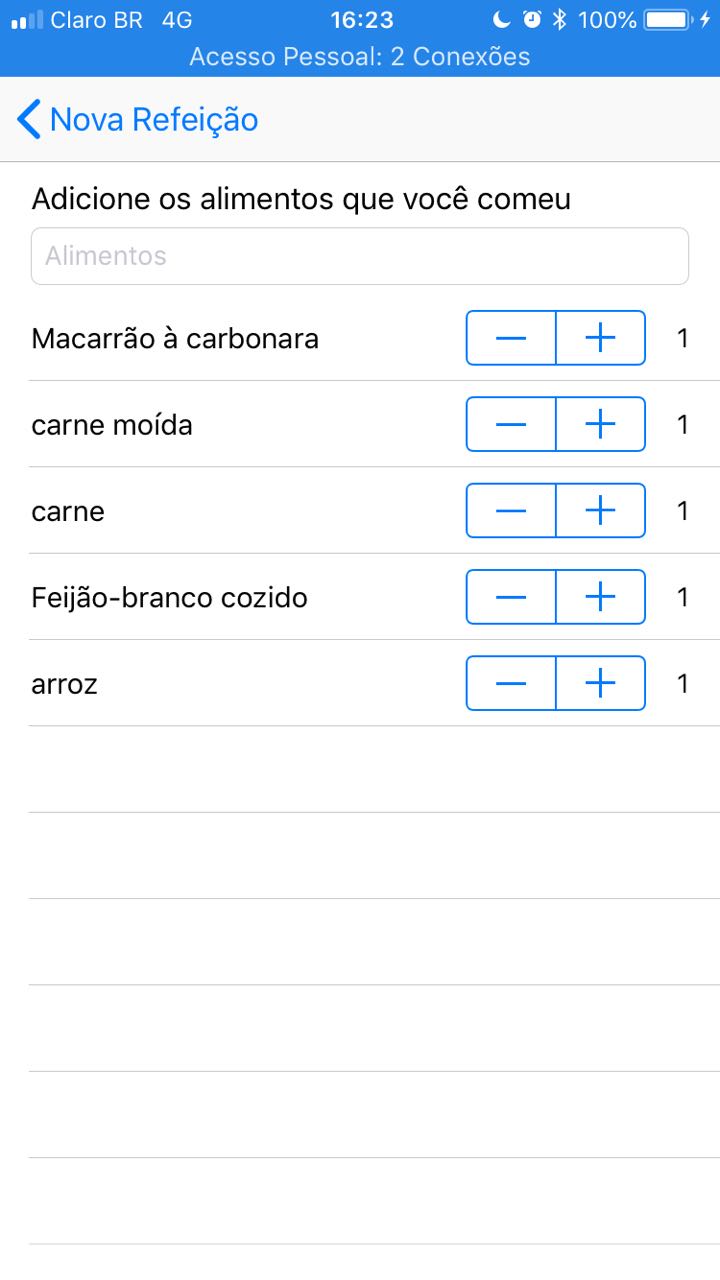 Claro BR 4G 16:23 100%
Acesso Pessoal: 2 Conexões
Nova Refeição
Adicione os alimentos que você comeu
Alimentos
Macarrão à carbonara 1
carne moída 1
carne 1
Feijão-branco cozido 1
arroz 1